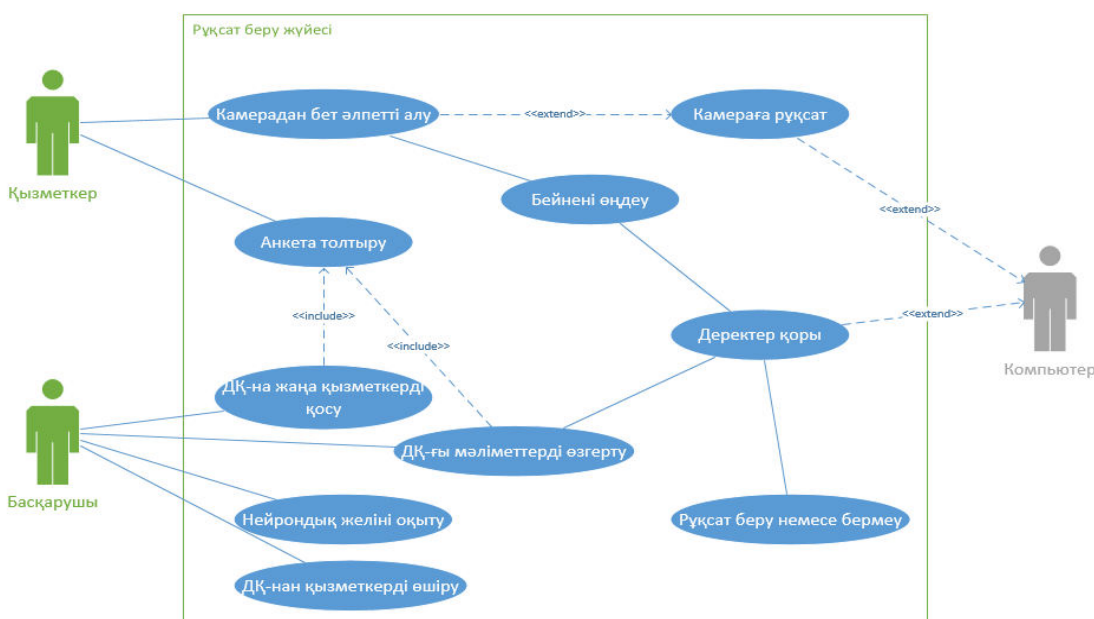 Рұқсат беру жүйесі
Камерадан бет әлпетті алу
<<extend>>
Камераға рұқсат
Қызметкер
Бейнені өңдеу
<<extend>>
Анкета толтыру
<<include>>
<<include>>
Деректер қоры
<<extend>>
Компьютер
ДҚ-на жаңа қызметкерді
қосу
ДҚ-ғы мәліметтерді өзгерту
Басқарушы
Нейрондық желіні оқыту
Рұқсат беру немесе бермеу
ДҚ-нан қызметкерді өшіру